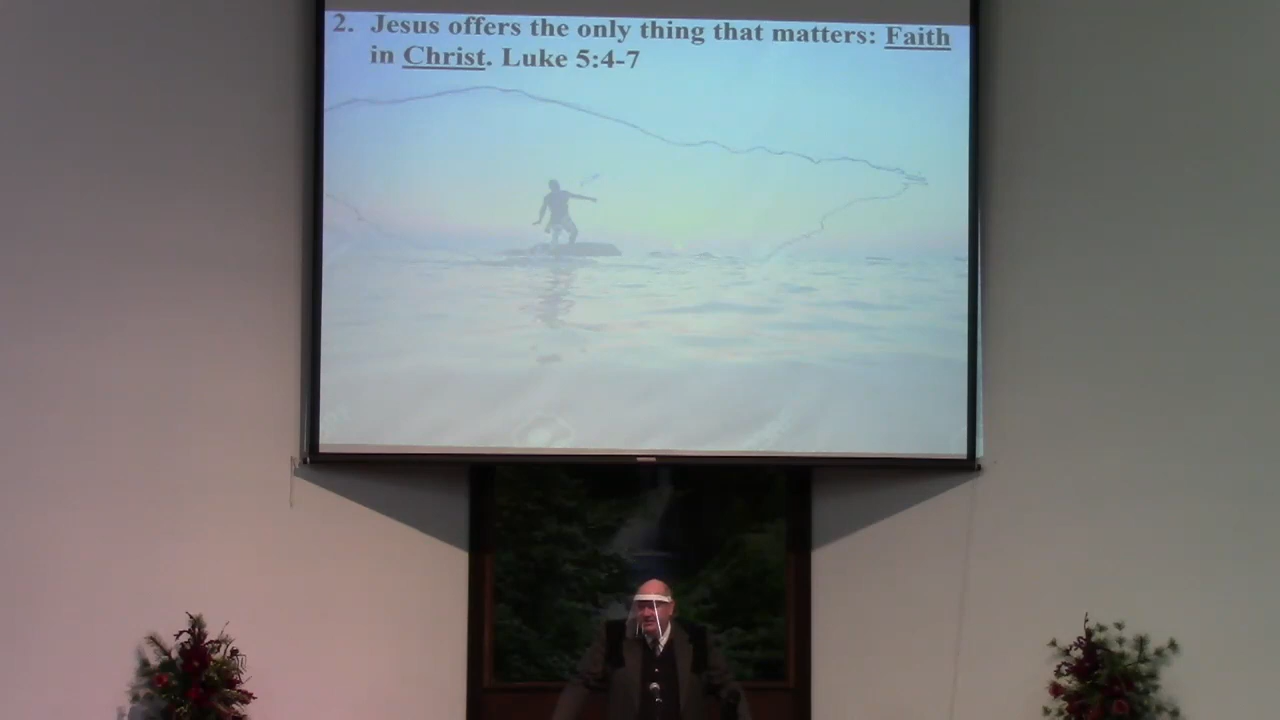 2. Jesus offers the only thing that matters: Faith
in Christ. Luke 5:4-7